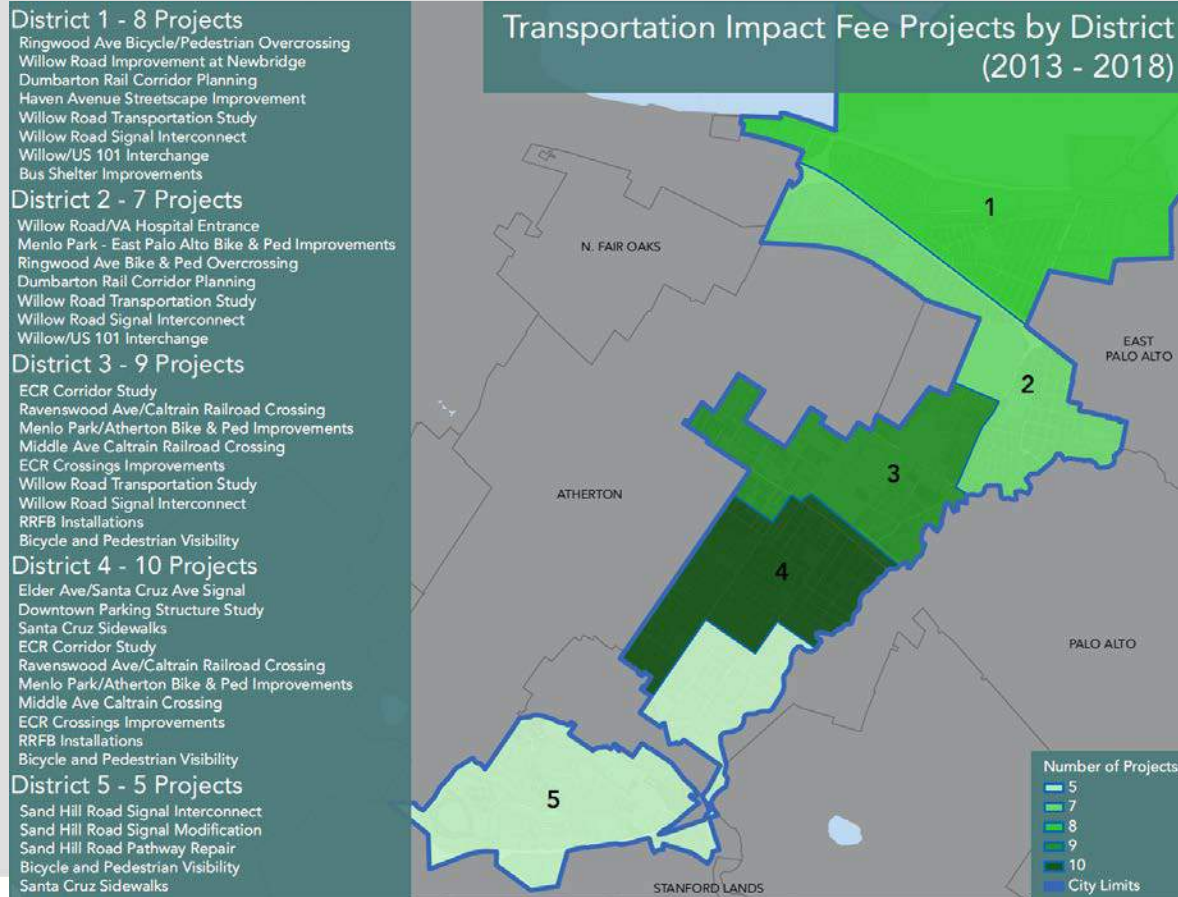 District 1 - 8 Projects
Ringwood Ave Bicycle/Pedestrian Overcrossing
Willow Road Improvement at Newbridge
Dumbarton Rail Corridor Planning
Haven Avenue Streetscape Improvement
Willow Road Transportation Study
Willow Road Signal Interconnect
Willow/US 101 Interchange
Bus Shelter Improvements
District 2 - 7 Projects
Willow Road/VA Hospital Entrance
Menlo Park - East Palo Alto Bike & Ped Improvements
Ringwood Ave Bike & Ped Overcrossing
Dumbarton Rail Corridor Planning
Willow Road Transportation Study
Willow Road Signal Interconnect
Willow/US 101 Interchange
District 3 - 9 Projects
ECR Corridor Study
Ravenswood Ave/Caltrain Railroad Crossing
Menlo Park/Atherton Bike & Ped Improvements
Middle Ave Caltrain Railroad Crossing
ECR Crossings Improvements
Willow Road Transportation Study
Willow Road Signal Interconnect
RRFB Installations
Bicycle and Pedestrian Visibility
District 4 - 10 Projects
Elder Ave/Santa Cruz Ave Signal
Downtown Parking Structure Study
Santa Cruz Sidewalks
ECR Corridor Study
Ravenswood Ave/Caltrain Railroad Crossing
Menlo Park/Atherton Bike & Ped Improvements
Middle Ave Caltrain Crossing
ECR Crossings Improvements
RRFB Installations
Bicycle and Pedestrian Visibility
District 5 - 5 Projects
Sand Hill Road Signal Interconnect
Sand Hill Road Signal Modification
Sand Hill Road Pathway Repair
Bicycle and Pedestrian Visibility
Santa Cruz Sidewalks
Transportation Impact Fee Projects by District
(2013 - 2018)
1
N. FAIR OAKS
EAST
PALO ALTO
2
3
ATHERTON
4
PALO ALTO
5
STANFORD LANDS
Number of Projects
5
7
8
9
10
City Limits